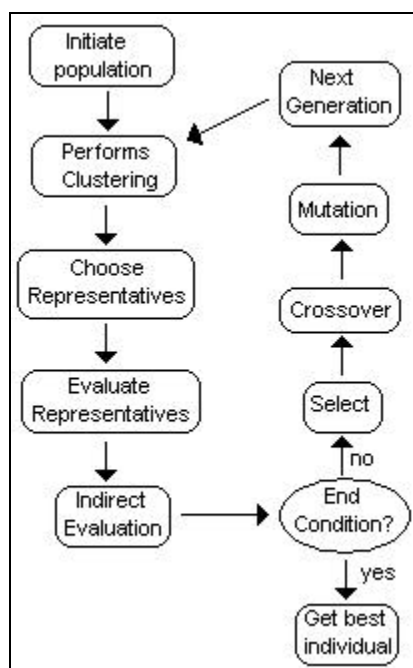 Initiate
population
Performs
Clustering
Choose
Representatives
Evaluate
Representatives
Indirect
Evaluation
End
Condition?
no
Select
Crossover
Mutation
Next
Generation
yes
Get best
individual